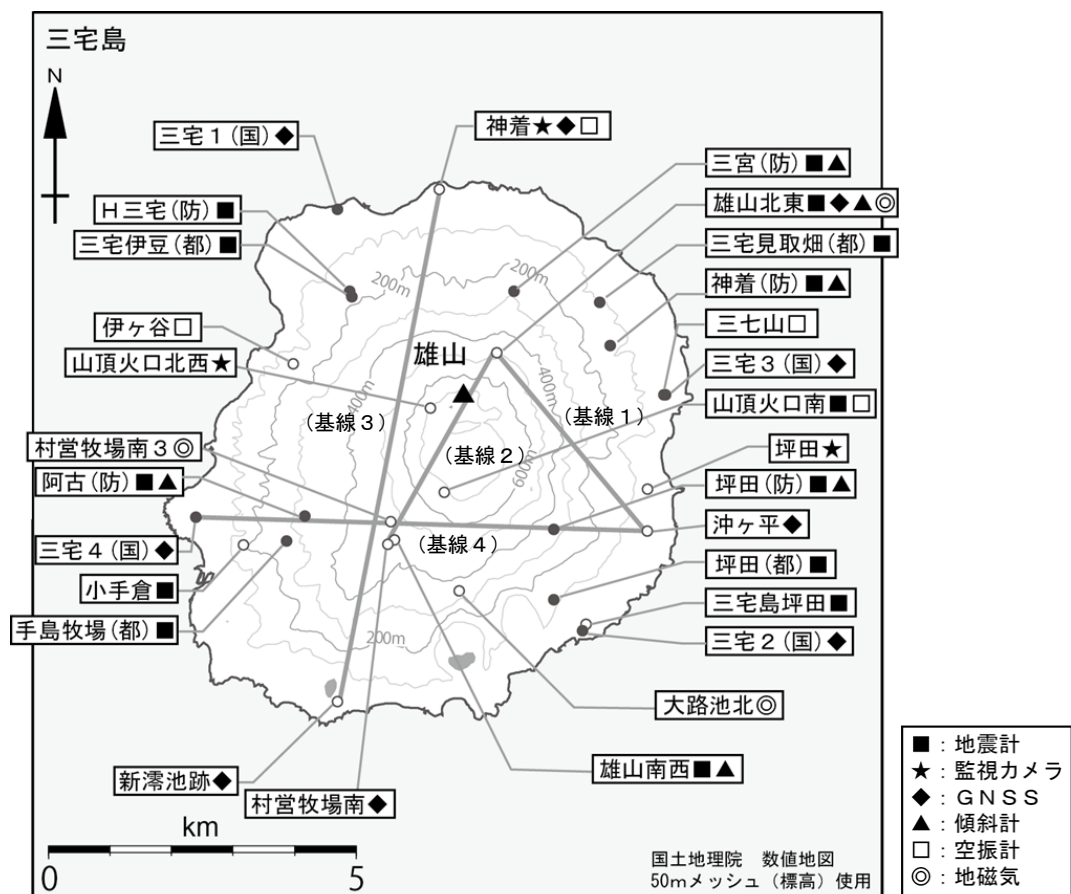 三宅島
N
三宅1(国)◆
神着★◆□
H三宅(防)■
三宅伊豆(都)■
三宮(防)■▲
雄山北東■◆▲◎
三宅見取畑(都)■
神着(防)■▲
三七山□
三宅3(国)◆
山頂火口南■□
伊ヶ谷□
山頂火口北西★
雄山
200m
200m
400m
400m
600m
200m
(基線1)
(基線2)
(基線3)
(基線4)
村営牧場南3◎
阿古(防)■▲
三宅4(国)◆
小手倉■
手島牧場(都)■
坪田★
坪田(防)■▲
沖ヶ平◆
坪田(都)■
三宅島坪田■
三宅2(国)◆
大路池北◎
雄山南西■▲
新澪池跡◆
村営牧場南◆
km
0 5
国土地理院 数値地図
50mメッシュ(標高)使用
■:地震計
★:監視カメラ
◆:GNSS
▲:傾斜計
□:空振計
◎:地磁気